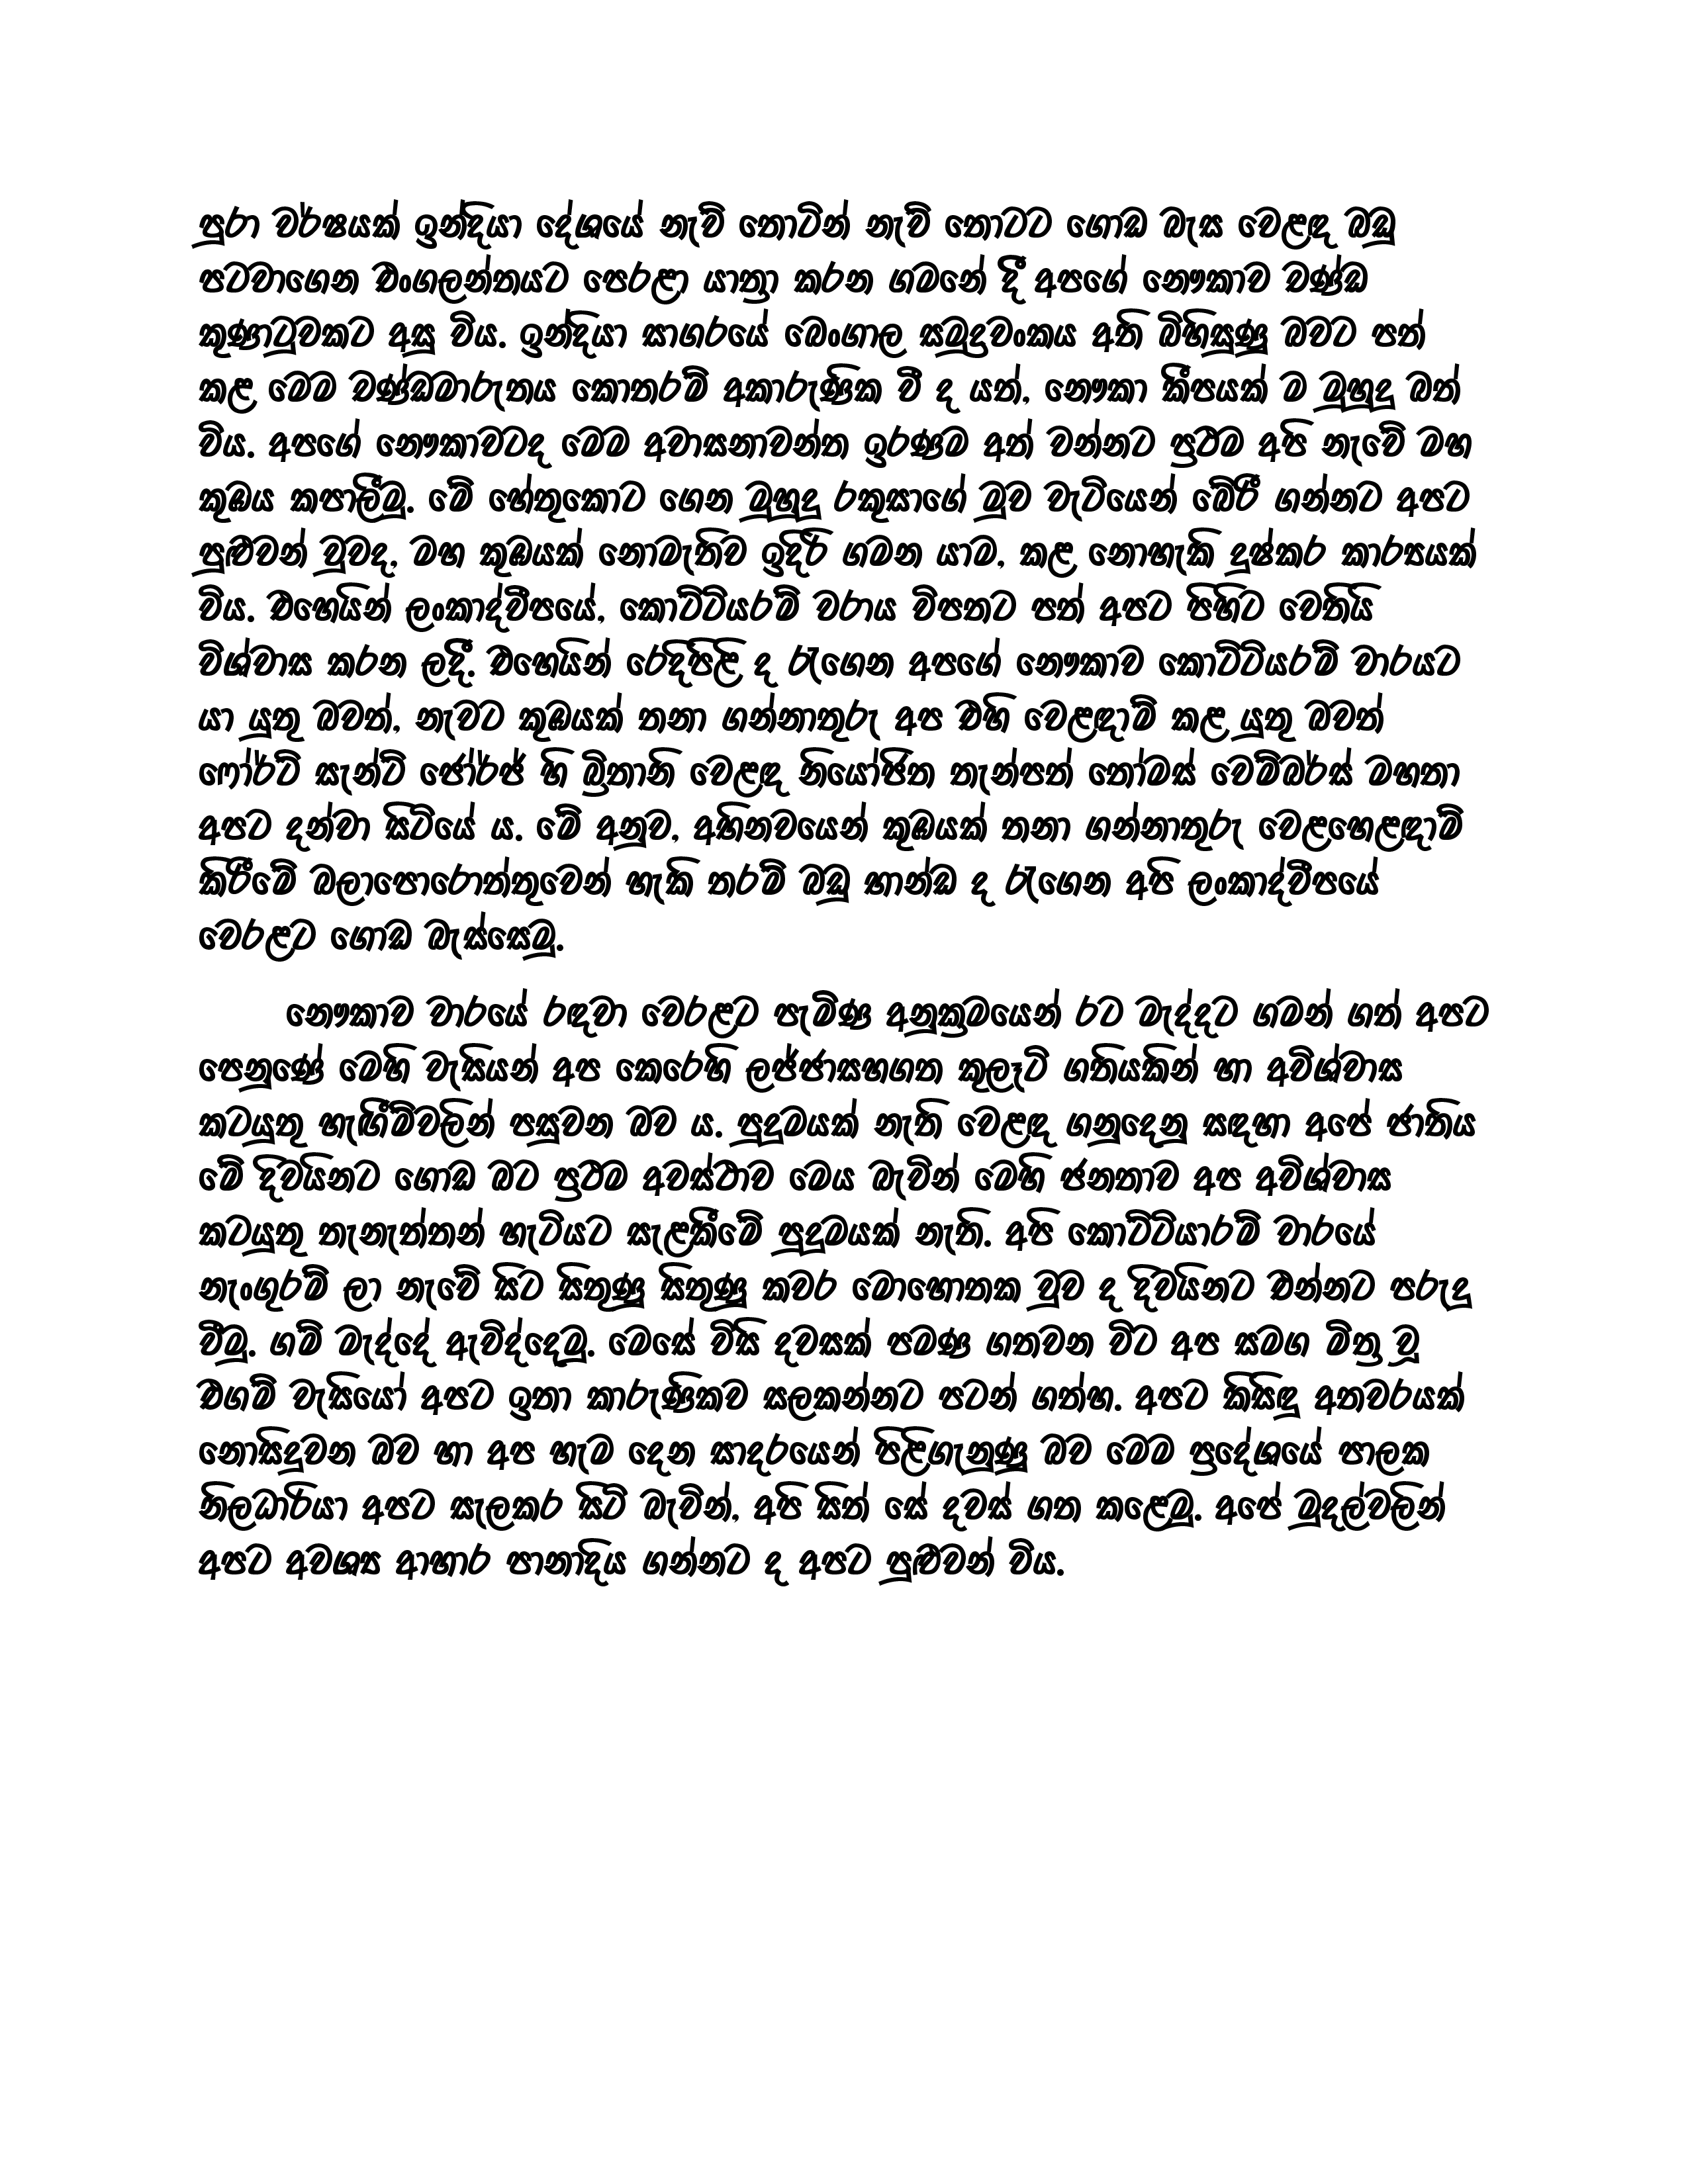 පුරා වර්ෂයක් ඉන්දියා දේශයේ නැව් තොටින් නැව් තොටට ගොඩ බැස වෙළඳ බඩු
පටවාගෙන එංගලන්තයට පෙරළා යාත්‍රා කරන ගමනේ දී අපගේ නෞකාව චණ්ඩ
කුණාටුවකට අසු විය. ඉන්දියා සාගරයේ බෙංගාල සමුද්‍රවංකය අති බිහිසුණු බවට පත්
කළ මෙම චණ්ඩමාරුතය කොතරම් අකාරුණික වී ද යත්, නෞකා කීපයක් ම මුහුදු බත්
විය. අපගේ නෞකාවටද මෙම අවාසනාවන්ත ඉරණම අත් වන්නට ප්‍රථම අපි නැවේ මහ
කුඹය කපාලීමු. මේ හේතුකොට ගෙන මුහුදු රකුසාගේ මුව වැටියෙන් බේරී ගන්නට අපට
පුළුවන් වුවද, මහ කුඹයක් නොමැතිව ඉදිරි ගමන යාම, කළ නොහැකි දුෂ්කර කාර්‍යයක්
විය. එහෙයින් ලංකාද්වීපයේ, කොට්ටියරම් වරාය විපතට පත් අපට පිහිට වෙතියි
විශ්වාස කරන ලදී. එහෙයින් රෙදිපිළි ද රැගෙන අපගේ නෞකාව කොට්ටියරම් වාරයට
යා යුතු බවත්, නැවට කුඹයක් තනා ගන්නාතුරු අප එහි වෙළඳාම් කළ යුතු බවත්
ෆෝර්ට් සැන්ට් ජෝර්ජ් හි බ්‍රිතානි වෙළඳ නියෝජිත තැන්පත් තෝමස් චෙම්බර්ස් මහතා
අපට දන්වා සිටියේ ය. මේ අනුව, අභිනවයෙන් කුඹයක් තනා ගන්නාතුරු වෙළහෙළඳාම්
කිරීමේ බලාපොරොත්තුවෙන් හැකි තරම් බඩු භාන්ඩ ද රැගෙන අපි ලංකාද්වීපයේ
වෙරළට ගොඩ බැස්සෙමු.
නෞකාව වාරයේ රඳවා වෙරළට පැමිණ අනුක්‍රමයෙන් රට මැද්දට ගමන් ගත් අපට
පෙනුණේ මෙහි වැසියන් අප කෙරෙහි ලජ්ජාසහගත කුලෑටි ගතියකින් හා අවිශ්වාස
කටයුතු හැඟීම්වලින් පසුවන බව ය. පුදුමයක් නැති වෙළඳ ගනුදෙනු සඳහා අපේ ජාතිය
මේ දිවයිනට ගොඩ බට ප්‍රථම අවස්ථාව මෙය බැවින් මෙහි ජනතාව අප අවිශ්වාස
කටයුතු තැනැත්තන් හැටියට සැළකීමේ පුදුමයක් නැති. අපි කොට්ටියාරම් වාරයේ
නැංගුරම් ලා නැවේ සිට සිතුණු සිතුණු කවර මොහොතක වුව ද දිවයිනට එන්නට පරුදු
වීමු. ගම් මැද්දේ ඇවිද්දෙමු. මෙසේ විසි දවසක් පමණ ගතවන විට අප සමග මිත්‍ර වූ
එගම් වැසියෝ අපට ඉතා කාරුණිකව සලකන්නට පටන් ගත්හ. අපට කිසිඳු අතවරයක්
නොසිදුවන බව හා අප හැම දෙන සාදරයෙන් පිළිගැනුණු බව මෙම ප්‍රදේශයේ පාලක
නිලධාරියා අපට සැලකර සිටි බැවින්, අපි සිත් සේ දවස් ගත කළෙමු. අපේ මුදල්වලින්
අපට අවශ්‍ය ආහාර පානාදිය ගන්නට ද අපට පුළුවන් විය.